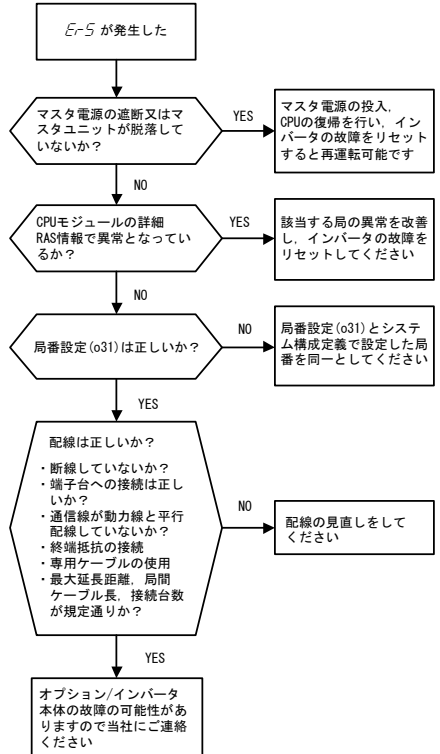 Er-5 が発生した
マスタ電源の遮断又はマ
スタユニットが脱落して
いないか？
YES
マスタ電源の投入，
CPUの復帰を行い，イン
バータの故障をリセット
すると再運転可能です
NO
CPUモジュールの詳細
RAS情報で異常となってい
るか？
YES
該当する局の異常を改善
し，インバータの故障を
リセットしてください
NO
局番設定(o31)は正しいか？
NO
局番設定(o31)とシステ
ム構成定義で設定した局
番を同一としてください
YES
配線は正しいか？
・断線していないか？
・端子台への接続は正し
いか？
・通信線が動力線と平行
配線していないか？
・終端抵抗の接続
・専用ケーブルの使用
・最大延長距離，局間
ケーブル長，接続台数
が規定通りか？
NO
配線の見直しをして
ください
YES
オプション/インバータ
本体の故障の可能性があ
りますので当社にご連絡
ください